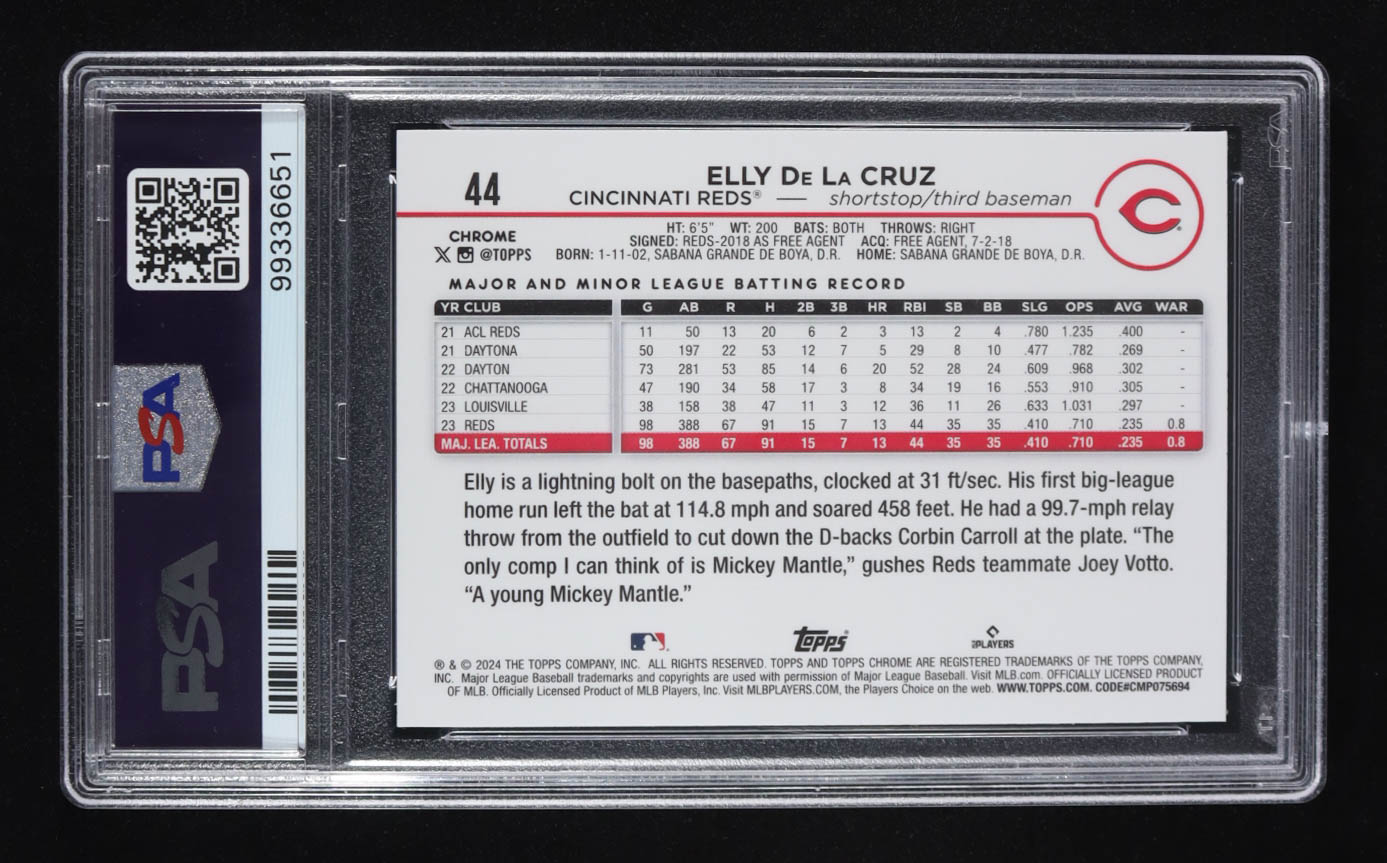 99336651
PSA
PSA
44
ELLY DE LA CRUZ
CINCINNATI REDS® — shortstop/third baseman
C
CHROME
X @TOPPS
HT: 6'5" WT: 200 BATS: BOTH THROWS: RIGHT
SIGNED: REDS-2018 AS FREE AGENT ACQ: FREE AGENT, 7-2-18
BORN: 1-11-02, SABANA GRANDE DE BOYA, D.R. HOME: SABANA GRANDE DE BOYA, D.R.
MAJOR AND MINOR LEAGUE BATTING RECORD
YR CLUB G AB R H 2B 3B HR RBI SB BB SLG OPS AVG WAR
21 ACL REDS 11 50 13 20 6 2 3 13 2 4 .780 1.235 .400 -
21 DAYTONA 50 197 22 53 12 7 5 29 8 10 .477 .782 .269 -
22 DAYTON 73 281 53 85 14 6 20 52 28 24 .609 .968 .302 -
22 CHATTANOOGA 47 190 34 58 17 3 8 34 19 16 .553 .910 .305 -
23 LOUISVILLE 38 158 38 47 11 3 12 36 11 26 .633 1.031 .297 -
23 REDS 98 388 67 91 15 7 13 44 35 35 .410 .710 .235 0.8
MAJ. LEA. TOTALS 98 388 67 91 15 7 13 44 35 35 .410 .710 .235 0.8
Elly is a lightning bolt on the basepaths, clocked at 31 ft/sec. His first big-league
home run left the bat at 114.8 mph and soared 458 feet. He had a 99.7-mph relay
throw from the outfield to cut down the D-backs Corbin Carroll at the plate. “The
only comp I can think of is Mickey Mantle,” gushes Reds teammate Joey Votto.
“A young Mickey Mantle.”
Topps
PLAYERS
® & © 2024 THE TOPPS COMPANY, INC. ALL RIGHTS RESERVED. TOPPS AND TOPPS CHROME ARE REGISTERED TRADEMARKS OF THE TOPPS COMPANY,
INC. Major League Baseball trademarks and copyrights are used with permission of Major League Baseball. Visit MLB.com. OFFICIALLY LICENSED PRODUCT
OF MLB. Officially Licensed Product of MLB Players, Inc. Visit MLBPLAYERS.COM, the Players Choice on the web. WWW.TOPPS.COM. CODE#CMP075694
PSA